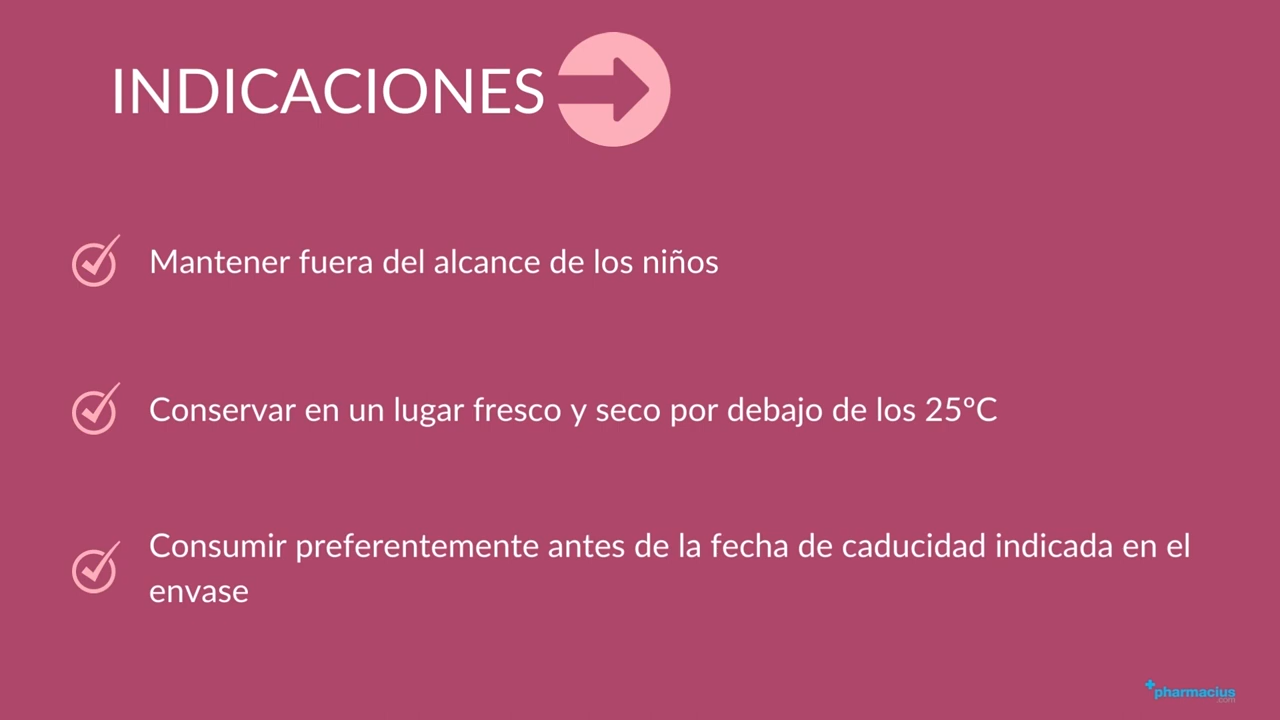 INDICACIONES
Mantener fuera del alcance de los niños
Conservar en un lugar fresco y seco por debajo de los 25ºC
Consumir preferentemente antes de la fecha de caducidad indicada en el
envase
pharmacius
.com